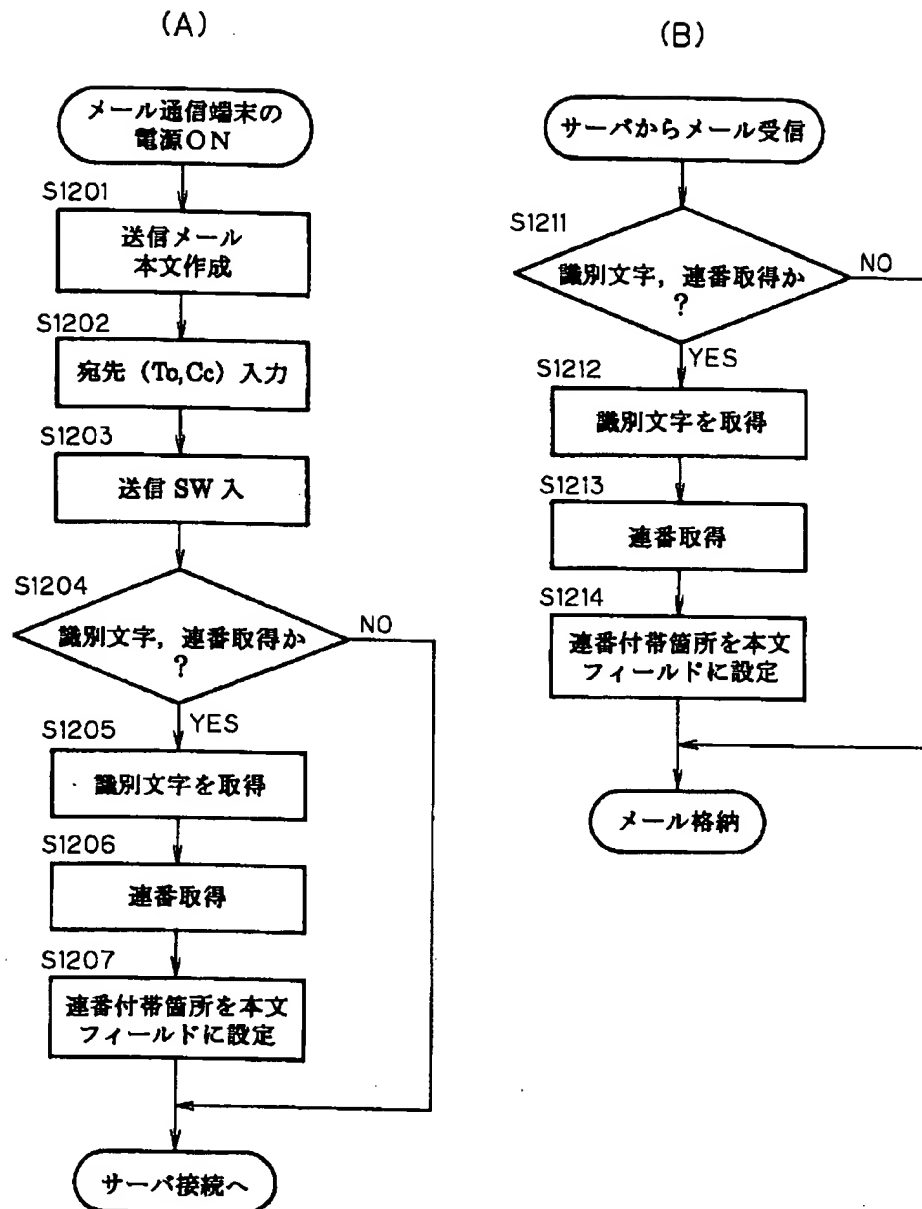 (A)
メール通信端末の
電源ON
S1201
送信メール
本文作成
S1202
宛先 (To,Cc) 入力
S1203
送信 SW 入
S1204
識別文字，連番取得か
?
NO
YES
S1205
識別文字を取得
S1206
連番取得
S1207
連番付帯箇所を本文
フィールドに設定
サーバ接続へ
(B)
サーバからメール受信
S1211
識別文字，連番取得か
?
NO
YES
S1212
識別文字を取得
S1213
連番取得
S1214
連番付帯箇所を本文
フィールドに設定
メール格納